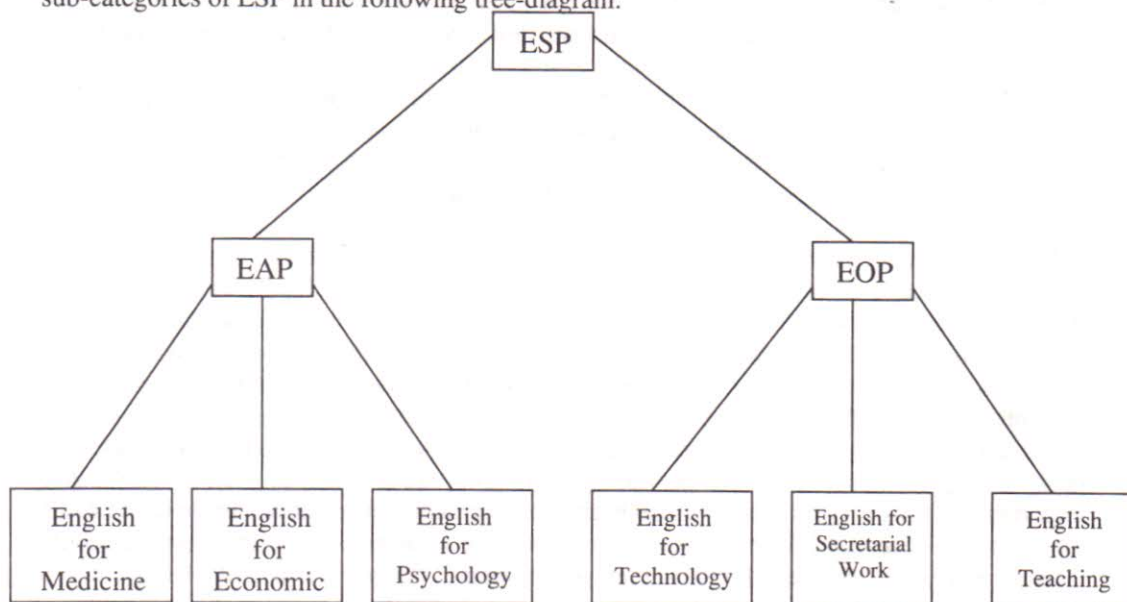 sub-categories of ESP in the following tree-diagram:
ESP
EAP
EOP
English
for
Medicine
English
for
Economic
English
for
Psychology
English
for
Technology
English for
Secretarial
Work
English
for
Teaching